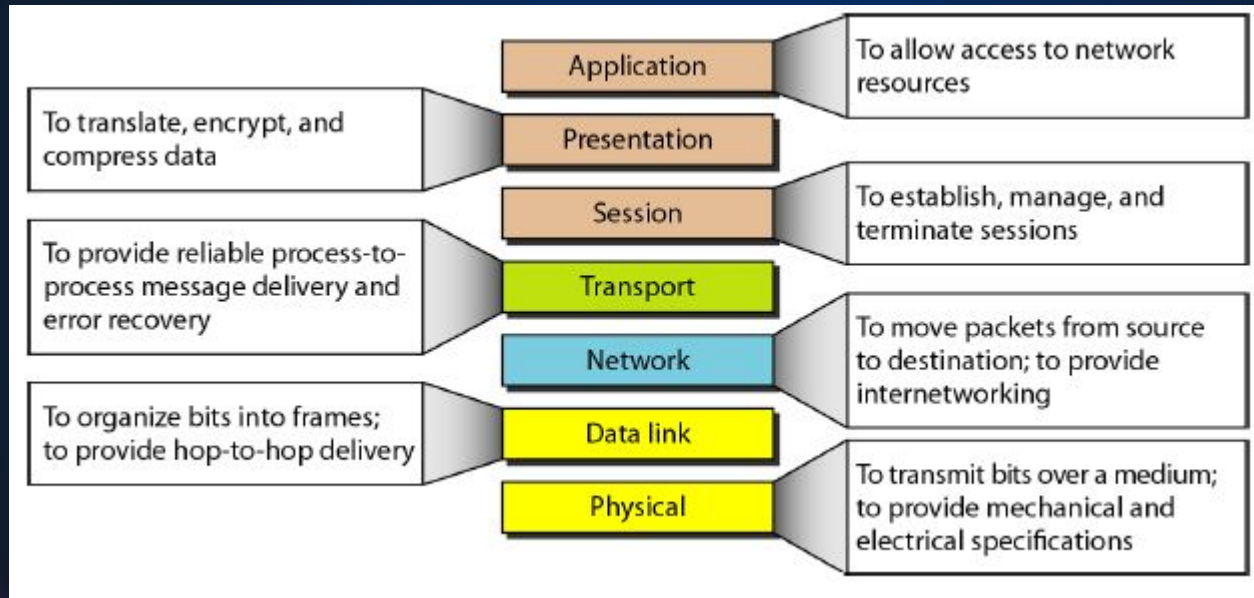 Application
To allow access to network
resources
To translate, encrypt, and
compress data
Presentation
Session
To establish, manage, and
terminate sessions
To provide reliable process-to-
process message delivery and
error recovery
Transport
Network
To move packets from source
to destination; to provide
internetworking
To organize bits into frames;
to provide hop-to-hop delivery
Data link
Physical
To transmit bits over a medium;
to provide mechanical and
electrical specifications